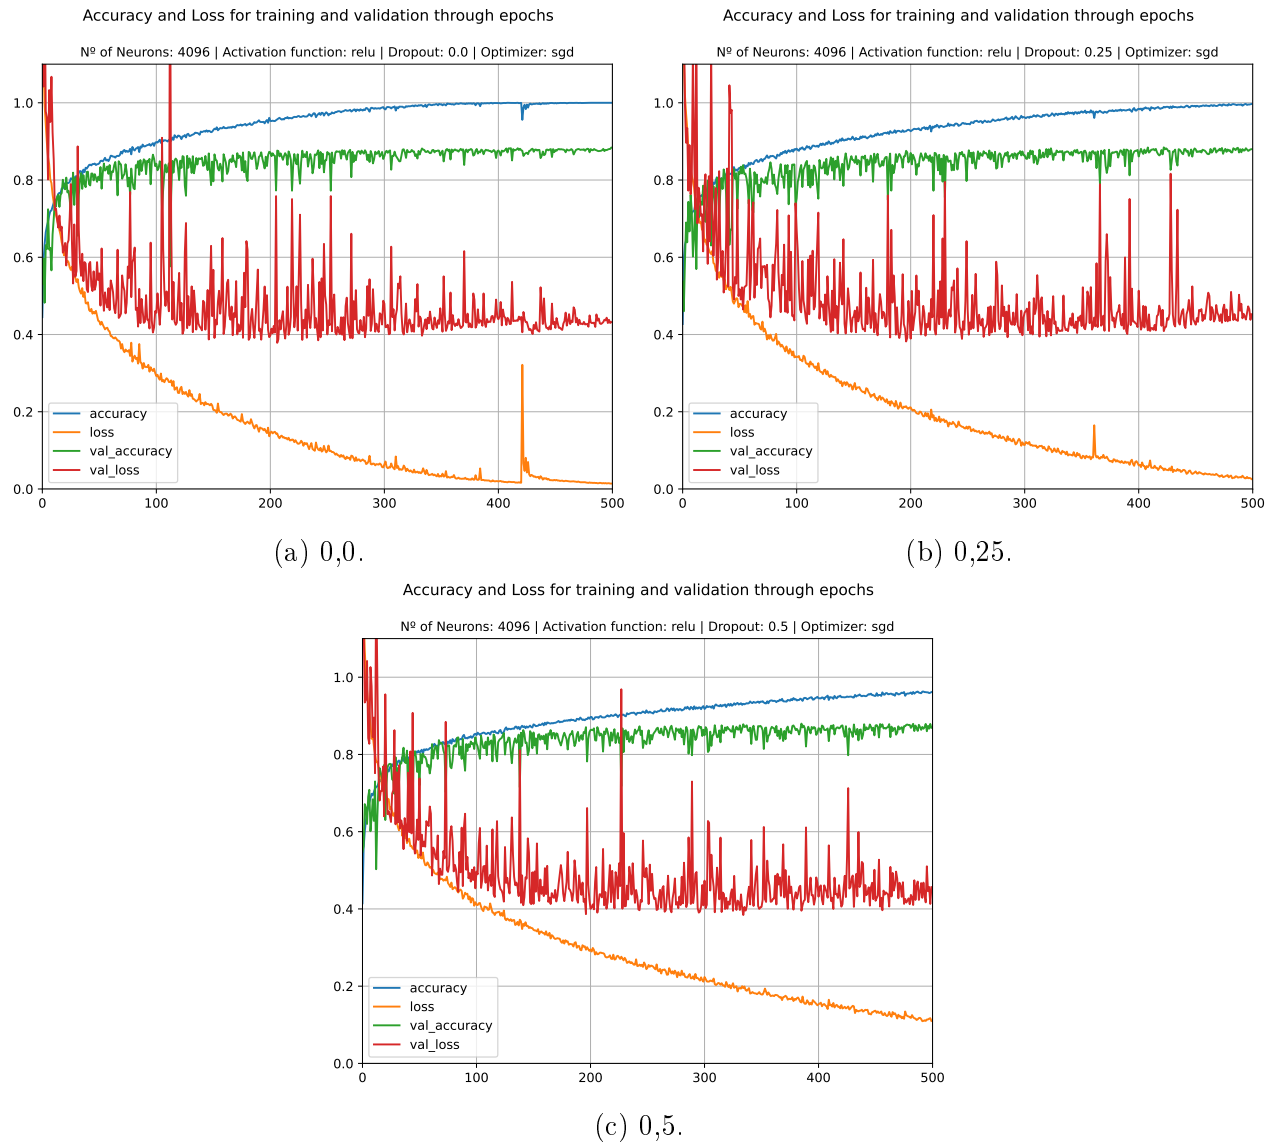 Accuracy and Loss for training and validation through epochs
Nº of Neurons: 4096 | Activation function: relu | Dropout: 0.0 | Optimizer: sgd
1.0
0.8
0.6
0.4
0.2
0.0
accuracy
loss
val_accuracy
val_loss
0 100 200 300 400 500
(a) 0,0.
Accuracy and Loss for training and validation through epochs
Nº of Neurons: 4096 | Activation function: relu | Dropout: 0.25 | Optimizer: sgd
1.0
0.8
0.6
0.4
0.2
0.0
accuracy
loss
val_accuracy
val_loss
0 100 200 300 400 500
(b) 0,25.
Accuracy and Loss for training and validation through epochs
Nº of Neurons: 4096 | Activation function: relu | Dropout: 0.5 | Optimizer: sgd
1.0
0.8
0.6
0.4
0.2
0.0
accuracy
loss
val_accuracy
val_loss
0 100 200 300 400 500
(c) 0,5.